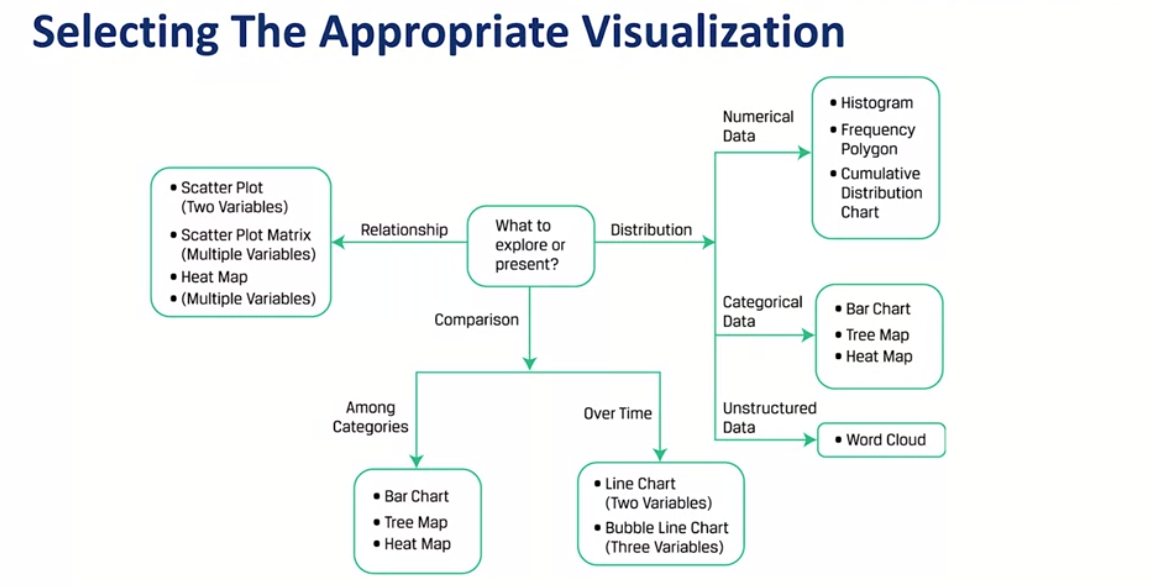 Selecting The Appropriate Visualization
Numerical
Data
• Histogram
• Frequency
Polygon
• Cumulative
Distribution
Chart
• Scatter Plot
(Two Variables)
• Scatter Plot Matrix
(Multiple Variables)
• Heat Map
• (Multiple Variables)
Relationship
What to
explore or
present?
Distribution
Categorical
Data
• Bar Chart
• Tree Map
• Heat Map
Comparison
Among
Categories
Over Time
Unstructured
Data
• Word Cloud
• Bar Chart
• Tree Map
• Heat Map
• Line Chart
(Two Variables)
• Bubble Line Chart
(Three Variables)